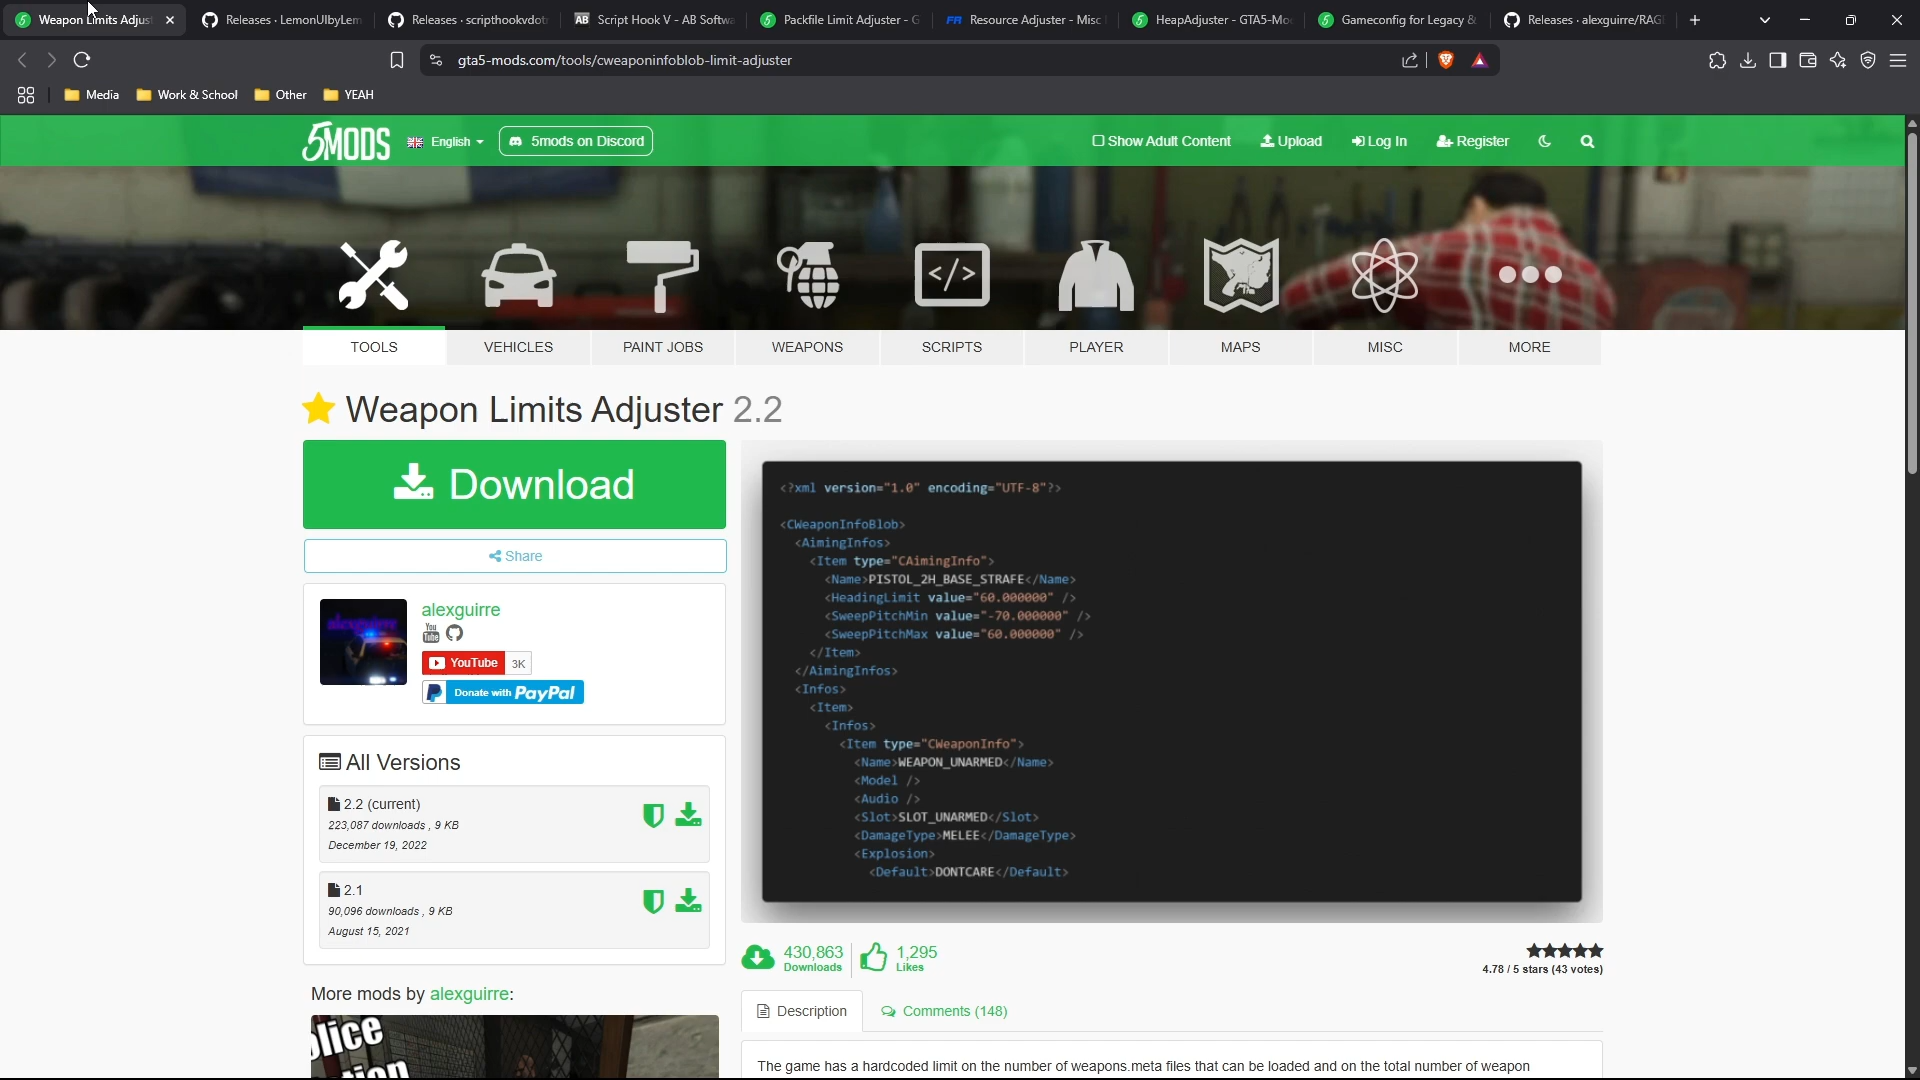 Weapon Limits Adjus
Releases · LemonUIbyLem
Releases · scripthookvdot
AB Script Hook V - AB Softwa
Packfile Limit Adjuster - G
FR Resource Adjuster - Misc
HeapAdjuster - GTA5-Mo
Gameconfig for Legacy &
Releases · alexguirre/RAG
gta5-mods.com/tools/cweaponinfoblob-limit-adjuster
Media
Work & School
Other
YEAH
5MODS
English
5mods on Discord
Show Adult Content
Upload
Log In
Register
TOOLS
VEHICLES
PAINT JOBS
WEAPONS
SCRIPTS
PLAYER
MAPS
MISC
MORE
Weapon Limits Adjuster 2.2
Download
Share
alexguirre
alexguirre
You Tube
YouTube 3K
Donate with PayPal
All Versions
2.2 (current)
223,087 downloads , 9 KB
December 19, 2022
2.1
90,096 downloads , 9 KB
August 15, 2021
More mods by alexguirre:
olice
<?xml version="1.0" encoding="UTF-8"?>
<CWeaponInfoBlob>
<AimingInfos>
<Item type="CAimingInfo">
<Name>PISTOL_2H_BASE_STRAFE</Name>
<HeadingLimit value="60.000000" />
<SweepPitchMin value="-70.000000" />
<SweepPitchMax value="60.000000" />
</Item>
</AimingInfos>
<Infos>
<Item>
<Infos>
<Item type="CWeaponInfo">
<Name>WEAPON_UNARMED</Name>
<Model />
<Audio />
<Slot>SLOT_UNARMED</Slot>
<DamageType>MELEE</DamageType>
<Explosion>
<Default>DONTCARE</Default>
430,863
Downloads
1,295
Likes
4.78 / 5 stars (43 votes)
Description
Comments (148)
The game has a hardcoded limit on the number of weapons.meta files that can be loaded and on the total number of weapon